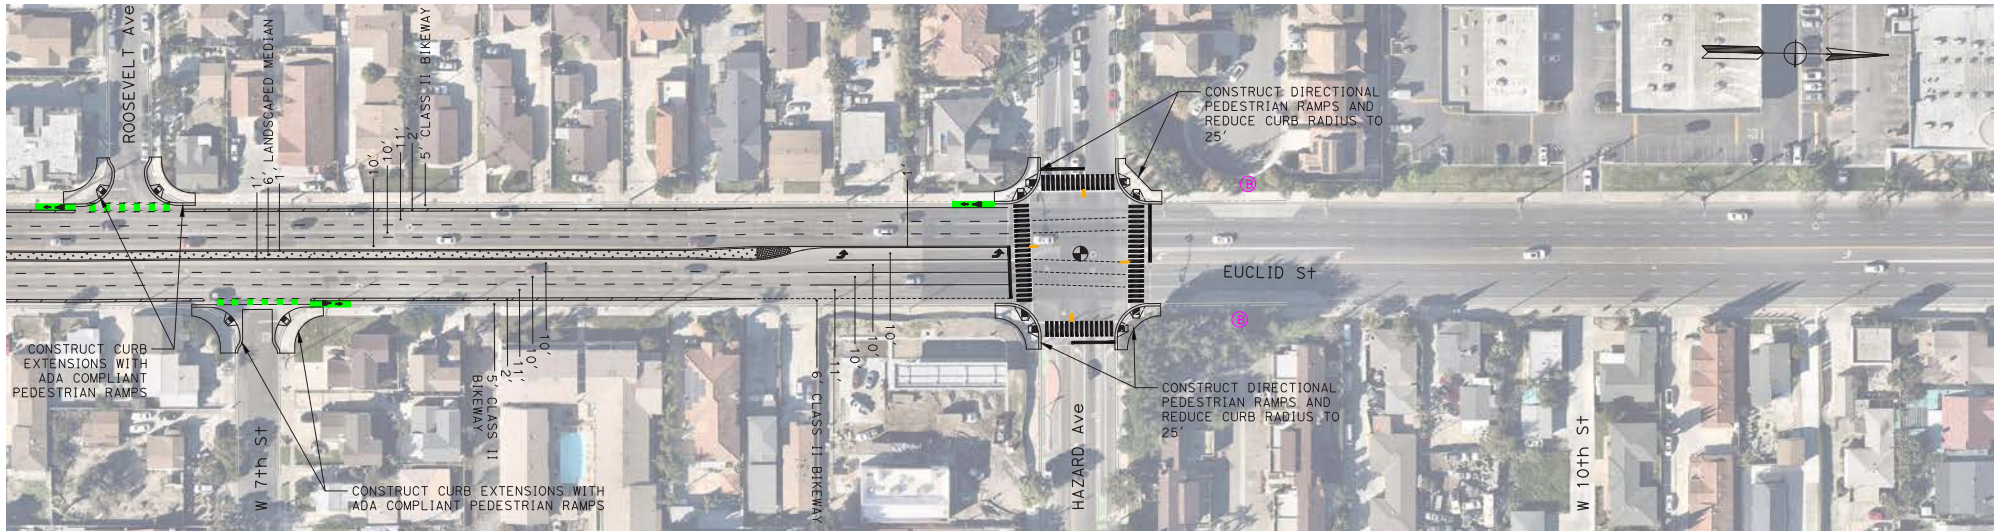 ROOSEVELT Ave
1'
6' LANDSCAPED MEDIAN
1'
10'
10'
11'
2'
5' CLASS II BIKEWAY
1'
CONSTRUCT DIRECTIONAL
PEDESTRIAN RAMPS AND
REDUCE CURB RADIUS TO
25'
B
EUCLID St
B
CONSTRUCT CURB
EXTENSIONS WITH
ADA COMPLIANT
PEDESTRIAN RAMPS
W 7th St
CONSTRUCT CURB EXTENSIONS WITH
ADA COMPLIANT PEDESTRIAN RAMPS
5' CLASS II
BIKEWAY
2'
11'
10'
10'
6' CLASS II BIKEWAY
11'
10'
10'
10'
HAZARD Ave
CONSTRUCT DIRECTIONAL
PEDESTRIAN RAMPS AND
REDUCE CURB RADIUS TO
25'
W 10th St